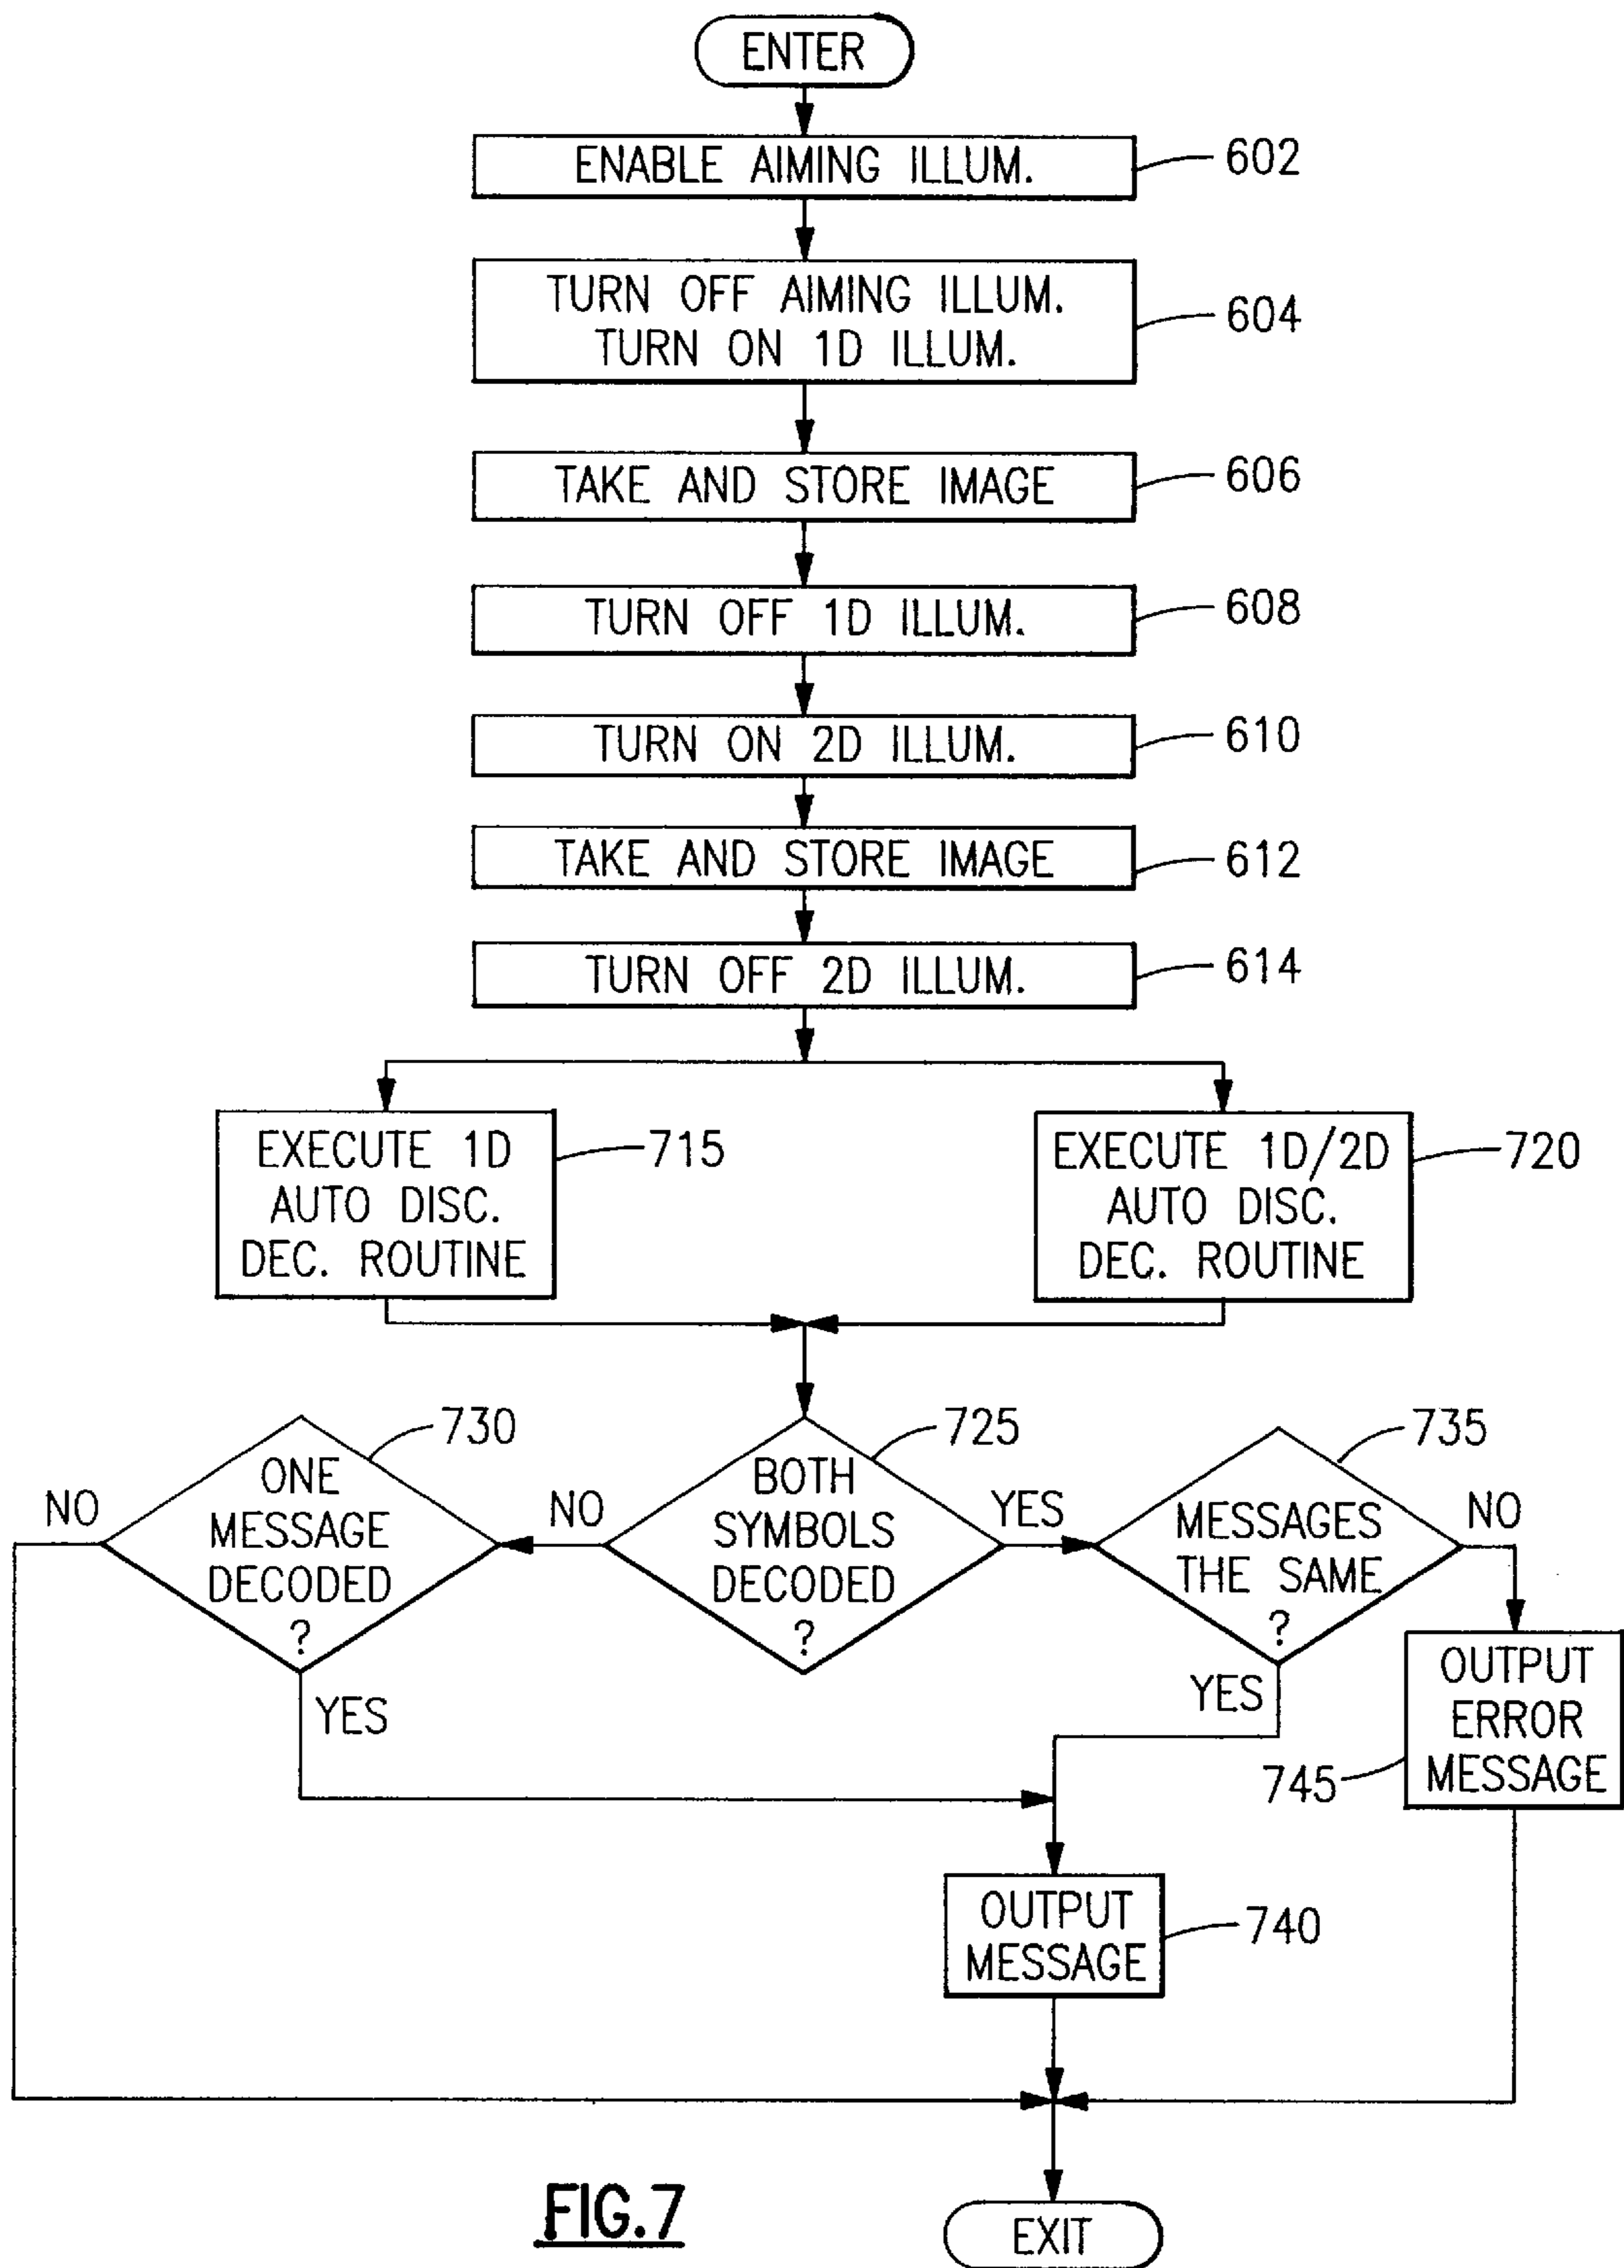 ENTER
ENABLE AIMING ILLUM.
602
TURN OFF AIMING ILLUM.
TURN ON 1D ILLUM.
604
TAKE AND STORE IMAGE
606
TURN OFF 1D ILLUM.
608
TURN ON 2D ILLUM.
610
TAKE AND STORE IMAGE
612
TURN OFF 2D ILLUM.
614
EXECUTE 1D
AUTO DISC.
DEC. ROUTINE
715
EXECUTE 1D/2D
AUTO DISC.
DEC. ROUTINE
720
NO
ONE
MESSAGE
DECODED
?
730
YES
NO
BOTH
SYMBOLS
DECODED
?
725
YES
MESSAGES
THE SAME
?
735
YES
NO
OUTPUT
ERROR
MESSAGE
745
OUTPUT
MESSAGE
740
EXIT
FIG.7